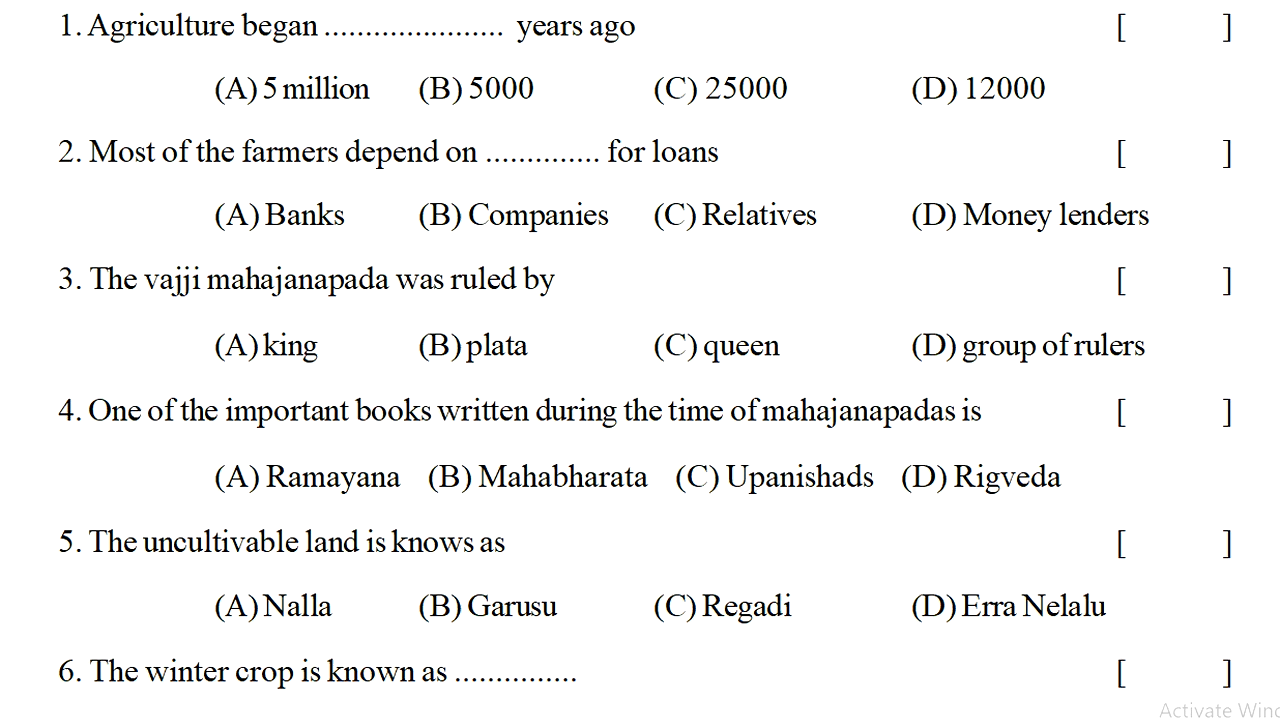 1. Agriculture began ...................... years ago [ ]
(A) 5 million (B) 5000 (C) 25000 (D) 12000
2. Most of the farmers depend on .............. for loans [ ]
(A) Banks (B) Companies (C) Relatives (D) Money lenders
3. The vajji mahajanapada was ruled by [ ]
(A) king (B) plata (C) queen (D) group of rulers
4. One of the important books written during the time of mahajanapadas is [ ]
(A) Ramayana (B) Mahabharata (C) Upanishads (D) Rigveda
5. The uncultivable land is knows as [ ]
(A) Nalla (B) Garusu (C) Regadi (D) Erra Nelalu
6. The winter crop is known as ............... [ ]
Activate Winc